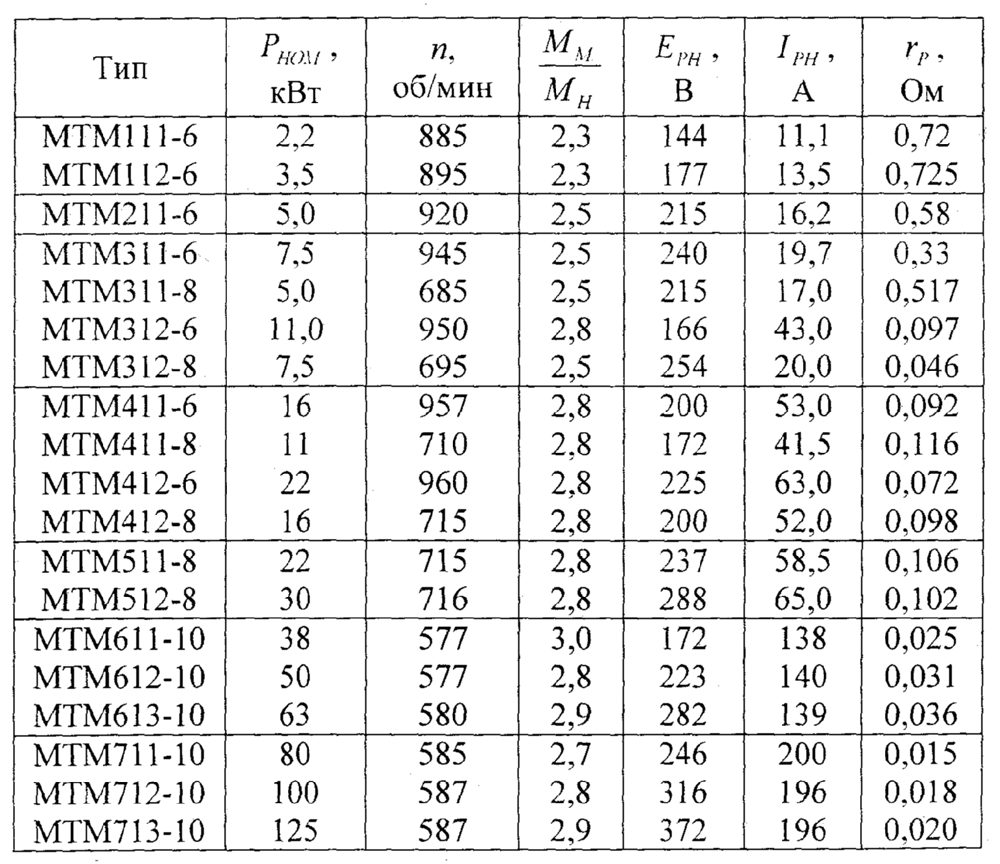 Тип P_НОМ, кВт n, об/мин M_М / M_Н E_РН, В I_РН, А r_Р, Ом
МТМ111-6 2,2 885 2,3 144 11,1 0,72
МТМ112-6 3,5 895 2,3 177 13,5 0,725
МТМ211-6 5,0 920 2,5 215 16,2 0,58
МТМ311-6 7,5 945 2,5 240 19,7 0,33
МТМ311-8 5,0 685 2,5 215 17,0 0,517
МТМ312-6 11,0 950 2,8 166 43,0 0,097
МТМ312-8 7,5 695 2,5 254 20,0 0,046
МТМ411-6 16 957 2,8 200 53,0 0,092
МТМ411-8 11 710 2,8 172 41,5 0,116
МТМ412-6 22 960 2,8 225 63,0 0,072
МТМ412-8 16 715 2,8 200 52,0 0,098
МТМ511-8 22 715 2,8 237 58,5 0,106
МТМ512-8 30 716 2,8 288 65,0 0,102
МТМ611-10 38 577 3,0 172 138 0,025
МТМ612-10 50 577 2,8 223 140 0,031
МТМ613-10 63 580 2,9 282 139 0,036
МТМ711-10 80 585 2,7 246 200 0,015
МТМ712-10 100 587 2,8 316 196 0,018
МТМ713-10 125 587 2,9 372 196 0,020